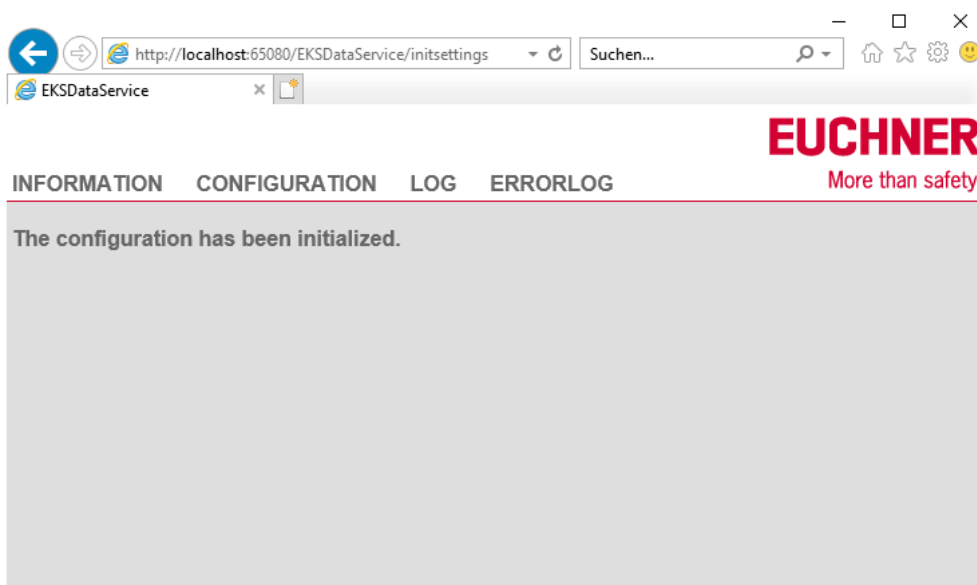 http://localhost:65080/EKSDataService/initsettings Suchen...
EKSDataService
EUCHNER
More than safety
INFORMATION CONFIGURATION LOG ERRORLOG
The configuration has been initialized.